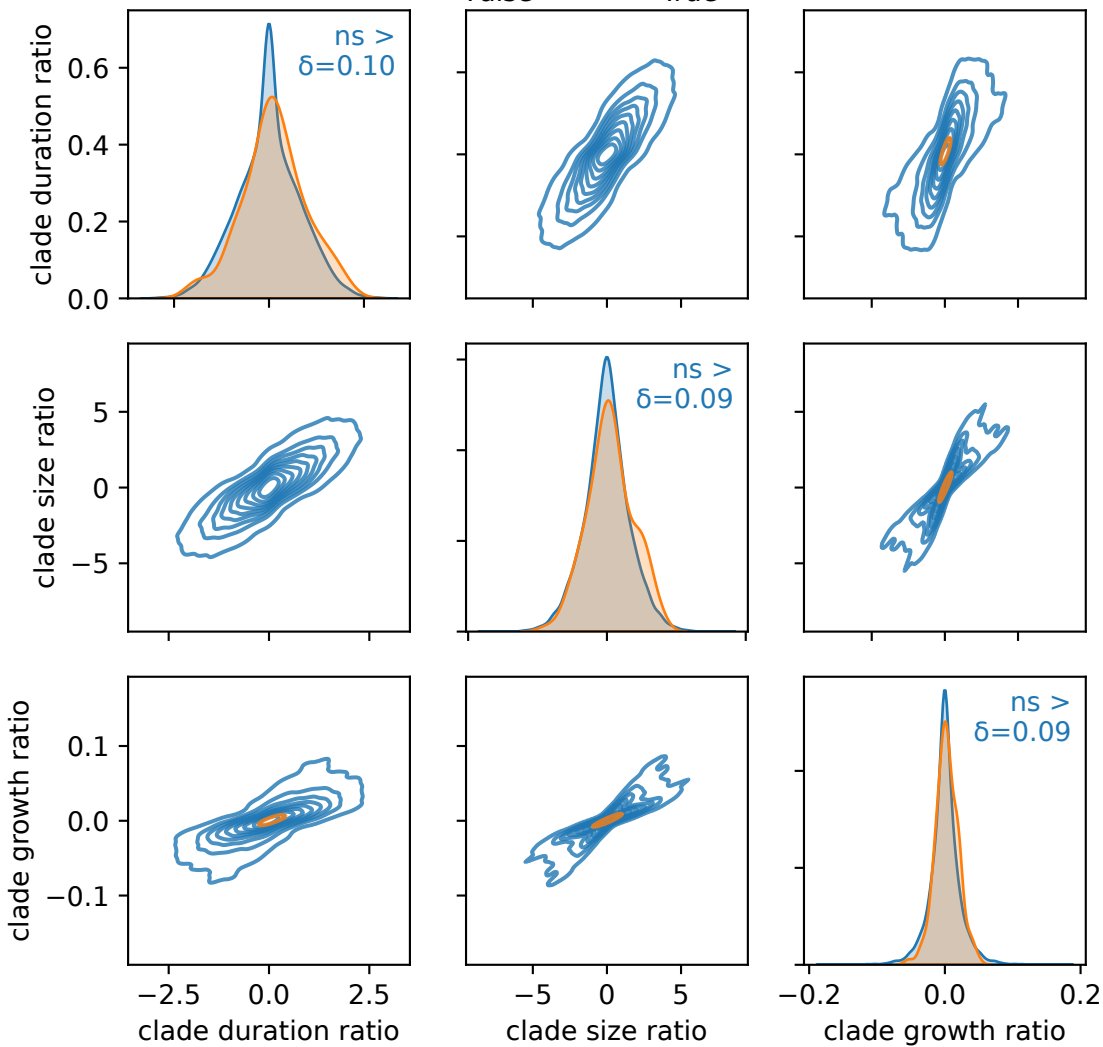 ns >
δ=0.10
clade duration ratio
0.6
0.4
0.2
0.0
ns >
δ=0.09
clade size ratio
5
0
−5
ns >
δ=0.09
clade growth ratio
0.1
0.0
−0.1
−2.5 0.0 2.5
−5 0 5
−0.2 0.0 0.2
clade duration ratio
clade size ratio
clade growth ratio